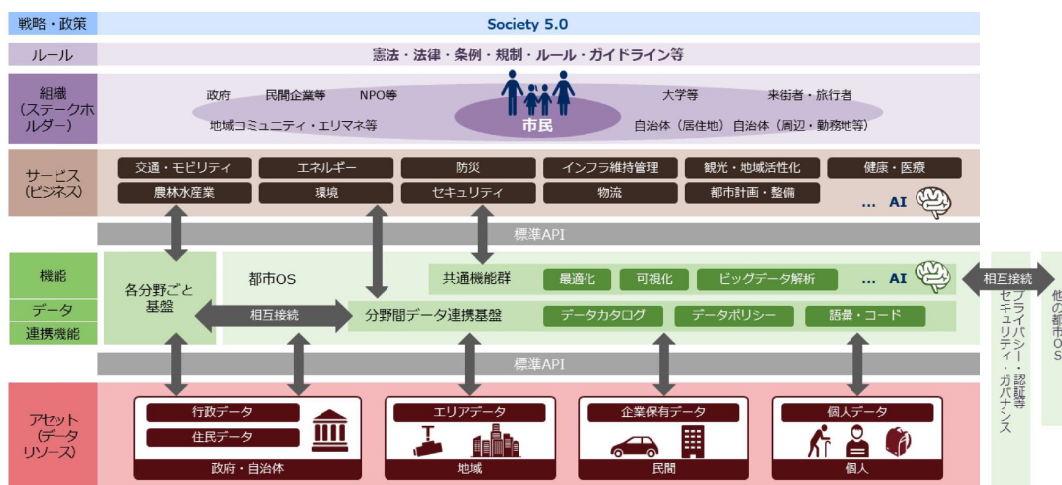 戦略・政策
Society 5.0
ルール
憲法・法律・条例・規制・ルール・ガイドライン等
組織
(ステークホ
ルダー)
政府
民間企業等
NPO等
大学等
来街者・旅行者
地域コミュニティ・エリマネ等
市民
自治体(居住地)
自治体(周辺・勤務地等)
サービス
(ビジネス)
交通・モビリティ
エネルギー
防災
インフラ維持管理
観光・地域活性化
健康・医療
農林水産業
環境
セキュリティ
物流
都市計画・整備
… AI
標準API
機能
データ
連携機能
各分野ごと
基盤
都市OS
共通機能群
最適化
可視化
ビッグデータ解析
… AI
相互接続
相互接続
分野間データ連携基盤
データカタログ
データポリシー
語彙・コード
プライバシー・認証等
セキュリティ・ガバナンス
他の都市OS
標準API
アセット
(データ
リソース)
行政データ
住民データ
政府・自治体
エリアデータ
地域
企業保有データ
民間
個人データ
個人